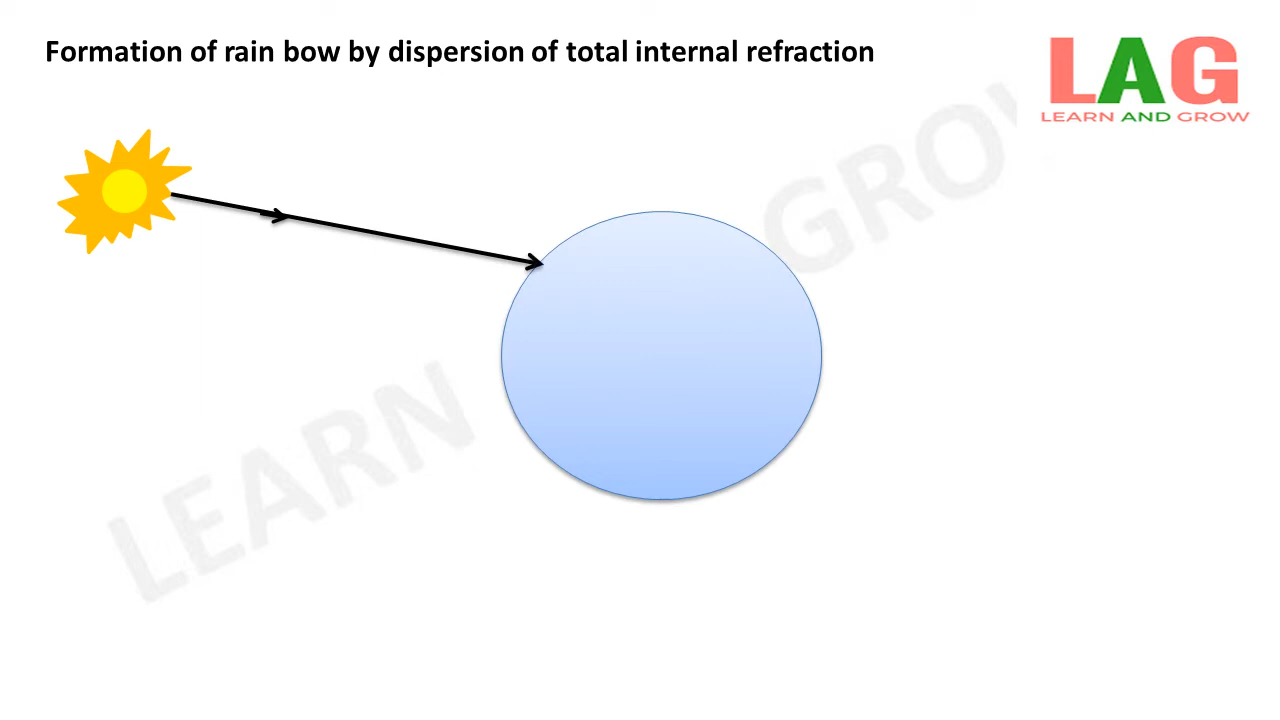 Formation of rain bow by dispersion of total internal refraction
LAG
LEARN AND GROW
LEARN
GROW